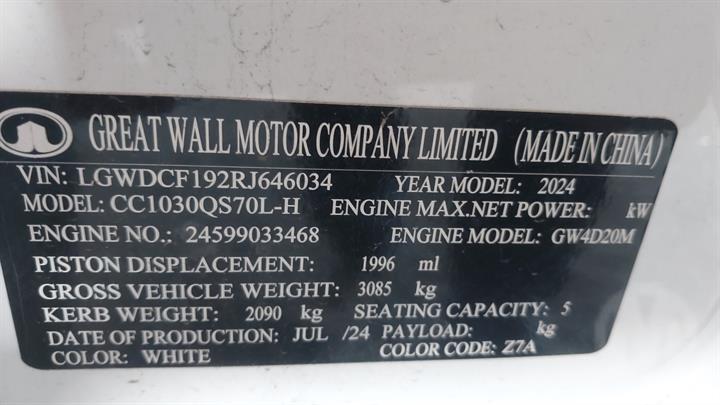 GREAT WALL MOTOR COMPANY LIMITED (MADE IN CHINA)
VIN: LGWDCF192RJ646034 YEAR MODEL: 2024
MODEL: CC1030QS70L-H ENGINE MAX.NET POWER: kW
ENGINE NO.: 24599033468 ENGINE MODEL: GW4D20M
PISTON DISPLACEMENT: 1996 ml
GROSS VEHICLE WEIGHT: 3085 kg
KERB WEIGHT: 2090 kg SEATING CAPACITY: 5
DATE OF PRODUCTION: JUL /24 PAYLOAD: kg
COLOR: WHITE COLOR CODE: Z7A